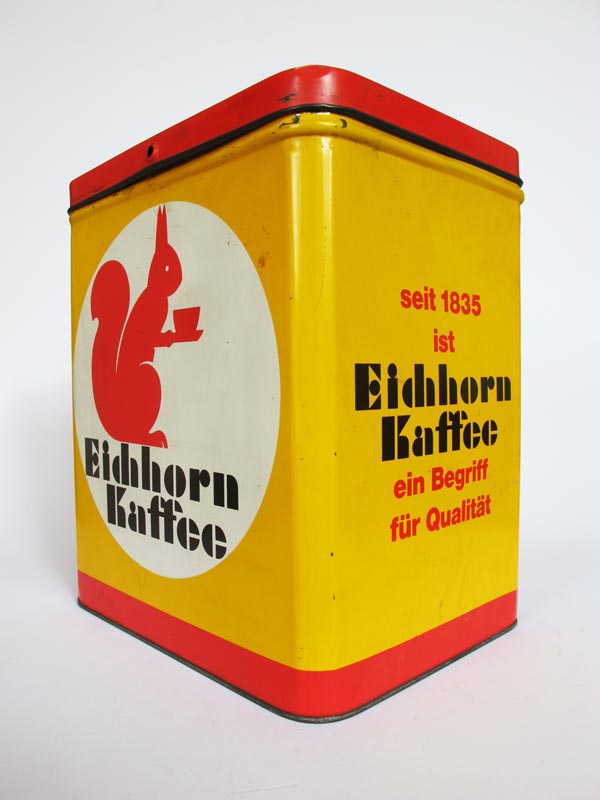 Eichhorn
Kaffee
seit 1835
ist
Eichhorn
Kaffee
ein Begriff
für Qualität